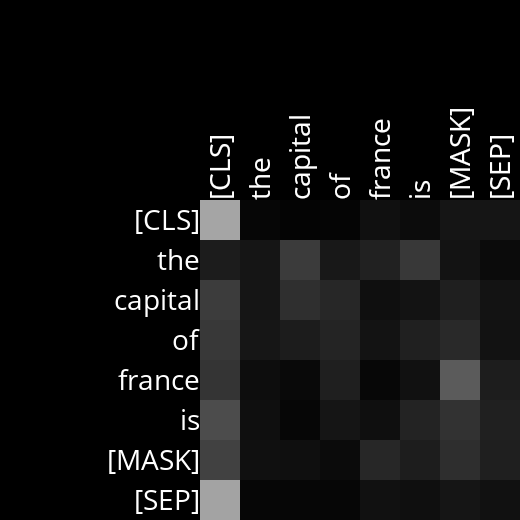 [CLS] the capital of france is [MASK] [SEP]
[CLS]
the
capital
of
france
is
[MASK]
[SEP]